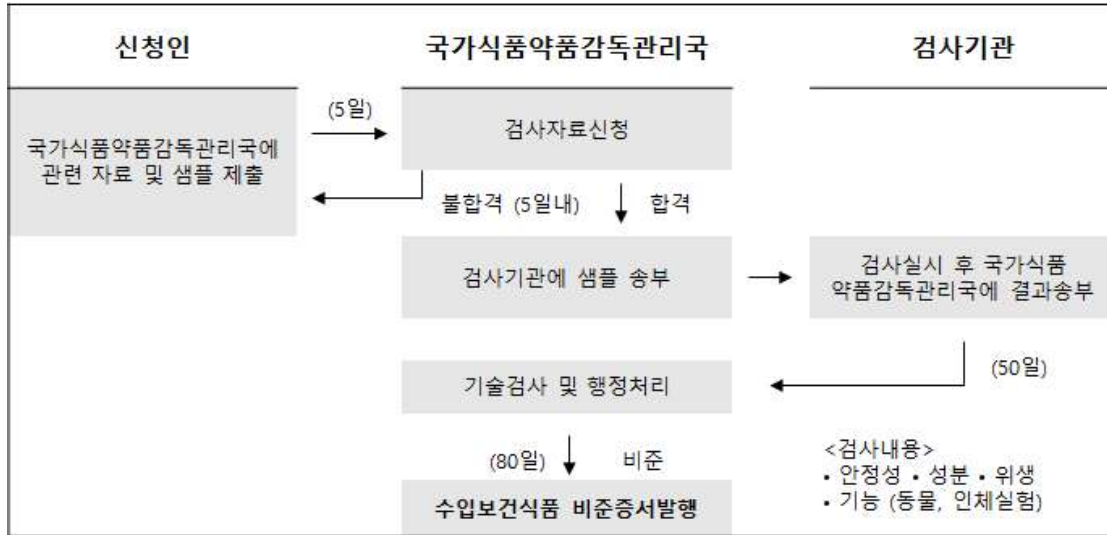 신청인
국가식품약품감독관리국
검사기관
국가식품약품감독관리국에
관련 자료 및 샘플 제출
(5일)
검사자료신청
불합격 (5일내)
합격
검사기관에 샘플 송부
검사실시 후 국가식품
약품감독관리국에 결과송부
(50일)
기술검사 및 행정처리
(80일)
비준
수입보건식품 비준증서발행
<검사내용>
▪ 안정성 ▪ 성분 ▪ 위생
▪ 기능 (동물, 인체실험)